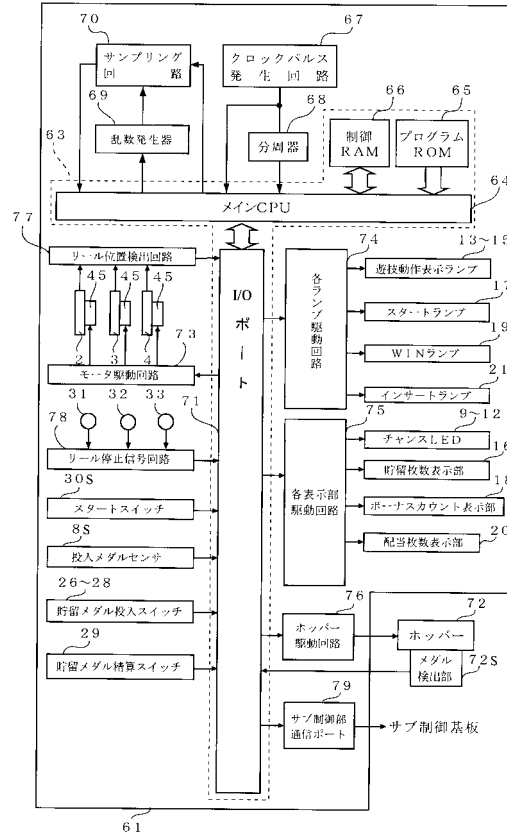 70
67
サンプリング
回路
クロックパルス
発生回路
69
68
66
65
63
乱数発生器
分周器
制御
RAM
プログラム
ROM
64
メインCPU
77
リール位置検出回路
45
45
45
2
3
4
73
モータ駆動回路
31
32
33
78
リール停止信号回路
30S
スタートスイッチ
8S
投入メダルセンサ
26~28
貯留メダル投入スイッチ
29
貯留メダル精算スイッチ
71
I/Oポート
74
各ランプ駆動回路
13~15
遊技動作表示ランプ
17
スタートランプ
19
WINランプ
21
インサートランプ
75
各表示部
駆動回路
9~12
チャンスLED
16
貯留枚数表示部
18
ボーナスカウント表示部
20
配当枚数表示部
76
ホッパー
駆動回路
72
ホッパー
メダル
検出部
72S
79
サブ制御部
通信ポート
サブ制御基板
61